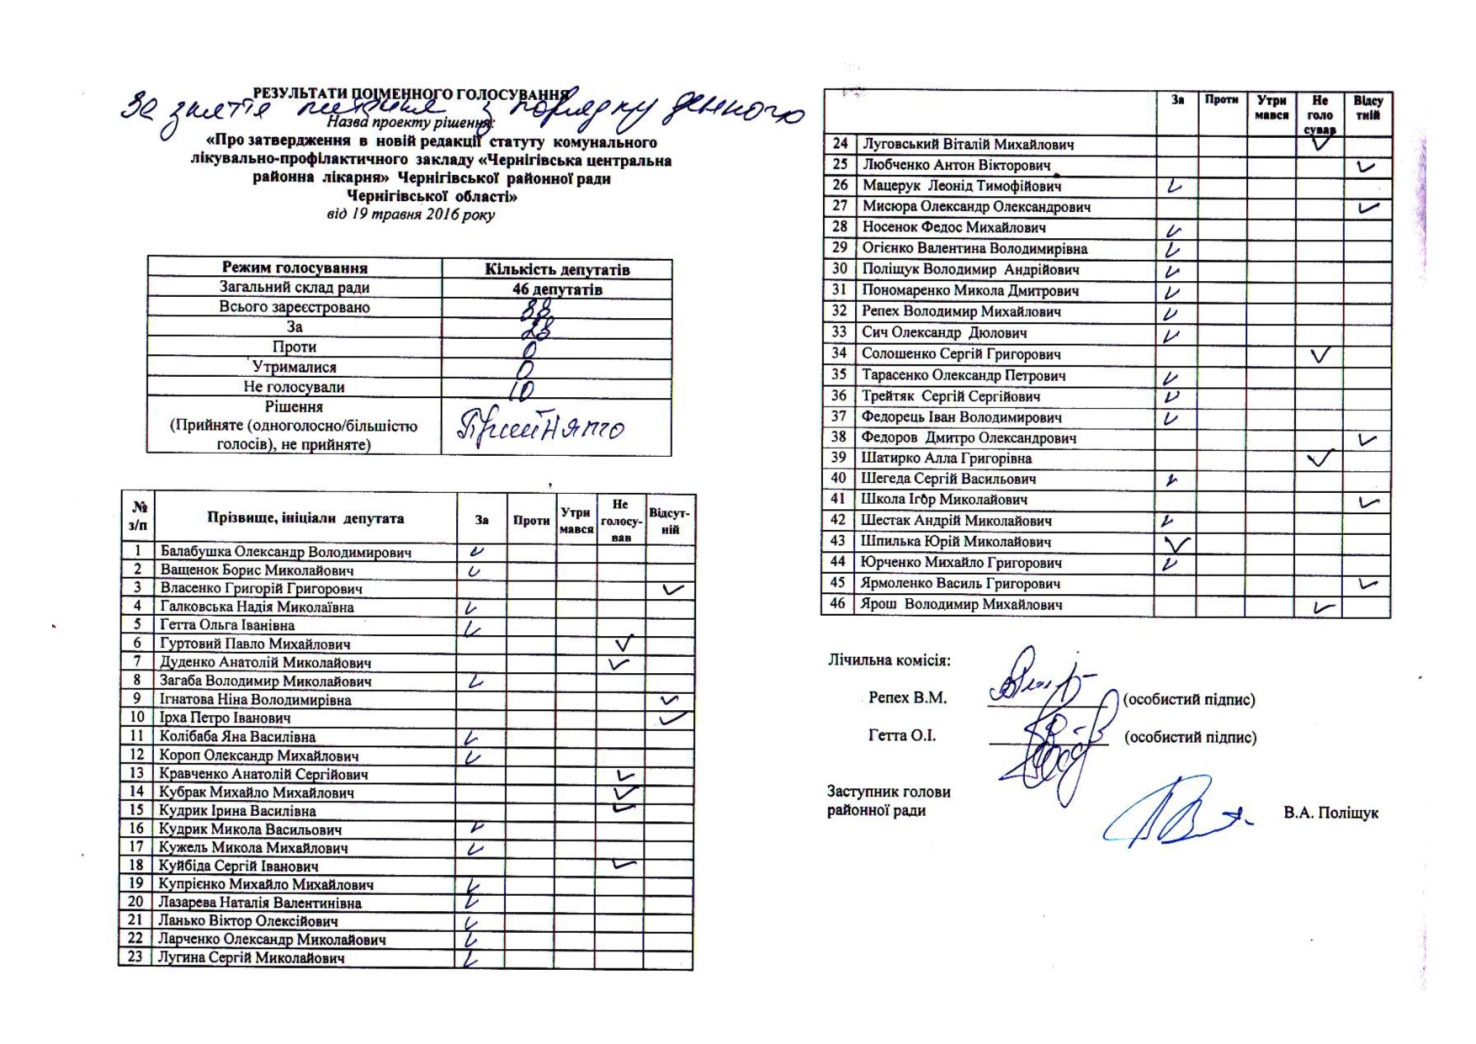 РЕЗУЛЬТАТИ ПОІМЕННОГО ГОЛОСУВАННЯ
За зняття питання з порядку денного
Назва проекту рішення:
«Про затвердження в новій редакції статуту комунального
лікувально-профілактичного закладу «Чернігівська центральна
районна лікарня» Чернігівської районної ради
Чернігівської області»
від 19 травня 2016 року
Режим голосування Кількість депутатів
Загальний склад ради 46 депутатів
Всього зареєстровано 38
За 28
Проти 0
Утрималися 0
Не голосували 10
Рішення
(Прийняте (одноголосно/більшістю
голосів), не прийняте) Прийнято
№ з/п Прізвище, ініціали депутата За Проти Утри мався Не голосу-вав Відсут-ній
1 Балабушка Олександр Володимирович
2 Ващенок Борис Миколайович
3 Власенко Григорій Григорович
4 Галковська Надія Миколаївна
5 Гетта Ольга Іванівна
6 Гуртовий Павло Михайлович
7 Дуденко Анатолій Миколайович
8 Загаба Володимир Миколайович
9 Ігнатова Ніна Володимирівна
10 Ірха Петро Іванович
11 Колібаба Яна Василівна
12 Короп Олександр Михайлович
13 Кравченко Анатолій Сергійович
14 Кубрак Михайло Михайлович
15 Кудрик Ірина Василівна
16 Кудрик Микола Васильович
17 Кужель Микола Михайлович
18 Куйбіда Сергій Іванович
19 Купрієнко Михайло Михайлович
20 Лазарева Наталія Валентинівна
21 Ланько Віктор Олексійович
22 Ларченко Олександр Миколайович
23 Лугина Сергій Миколайович
За Проти Утри мався Не голо сував Відсу тній
24 Луговський Віталій Михайлович
25 Любченко Антон Вікторович
26 Мацерук Леонід Тимофійович
27 Мисюра Олександр Олександрович
28 Носенок Федос Михайлович
29 Огієнко Валентина Володимирівна
30 Поліщук Володимир Андрійович
31 Пономаренко Микола Дмитрович
32 Репех Володимир Михайлович
33 Сич Олександр Дюлович
34 Солошенко Сергій Григорович
35 Тарасенко Олександр Петрович
36 Трейтяк Сергій Сергійович
37 Федорець Іван Володимирович
38 Федоров Дмитро Олександрович
39 Шатирко Алла Григорівна
40 Шегеда Сергій Васильович
41 Школа Ігор Миколайович
42 Шестак Андрій Миколайович
43 Шпилька Юрій Миколайович
44 Юрченко Михайло Григорович
45 Ярмоленко Василь Григорович
46 Ярош Володимир Михайлович
Лічильна комісія:
Репех В.М. (особистий підпис)
Гетта О.І. (особистий підпис)
Заступник голови
районної ради В.А. Поліщук